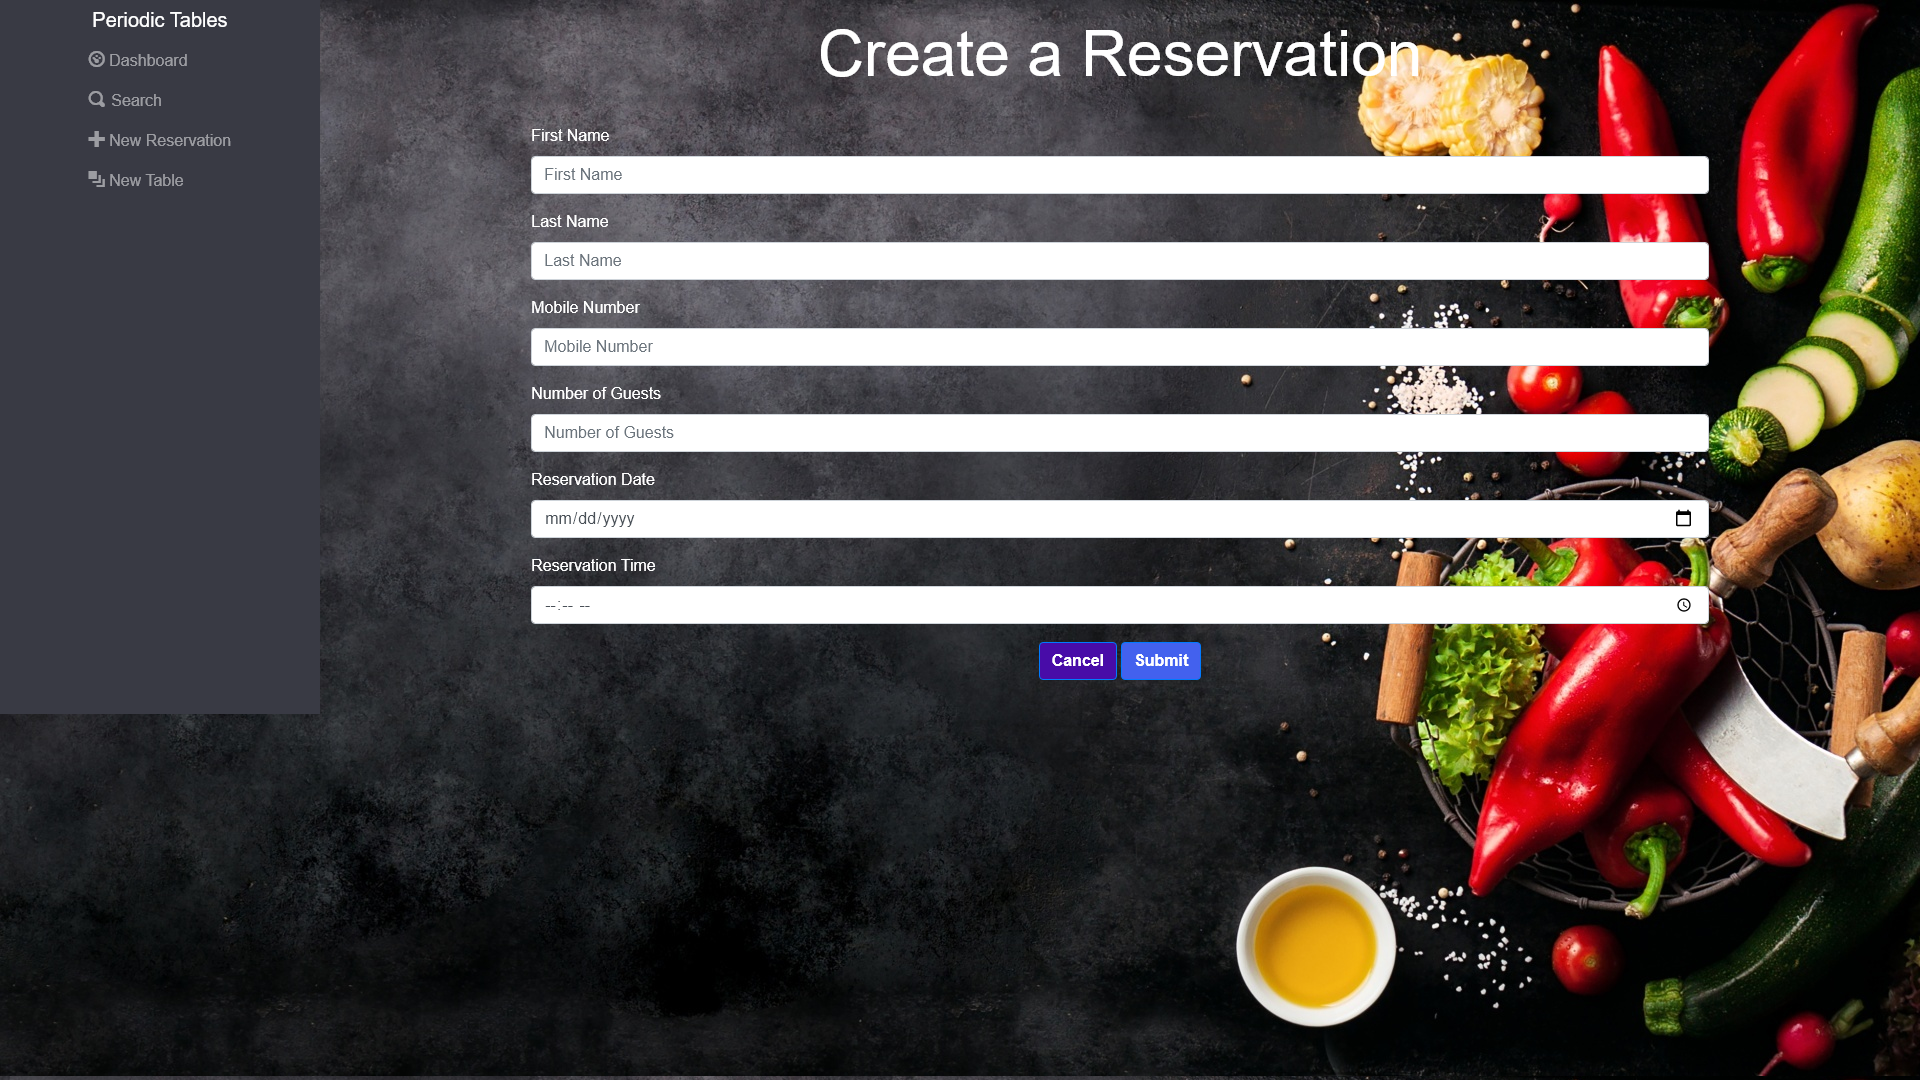 Periodic Tables
Dashboard
Search
New Reservation
New Table
Create a Reservation
First Name
First Name
Last Name
Last Name
Mobile Number
Mobile Number
Number of Guests
Number of Guests
Reservation Date
mm/dd/yyyy
Reservation Time
--:-- --
Cancel Submit